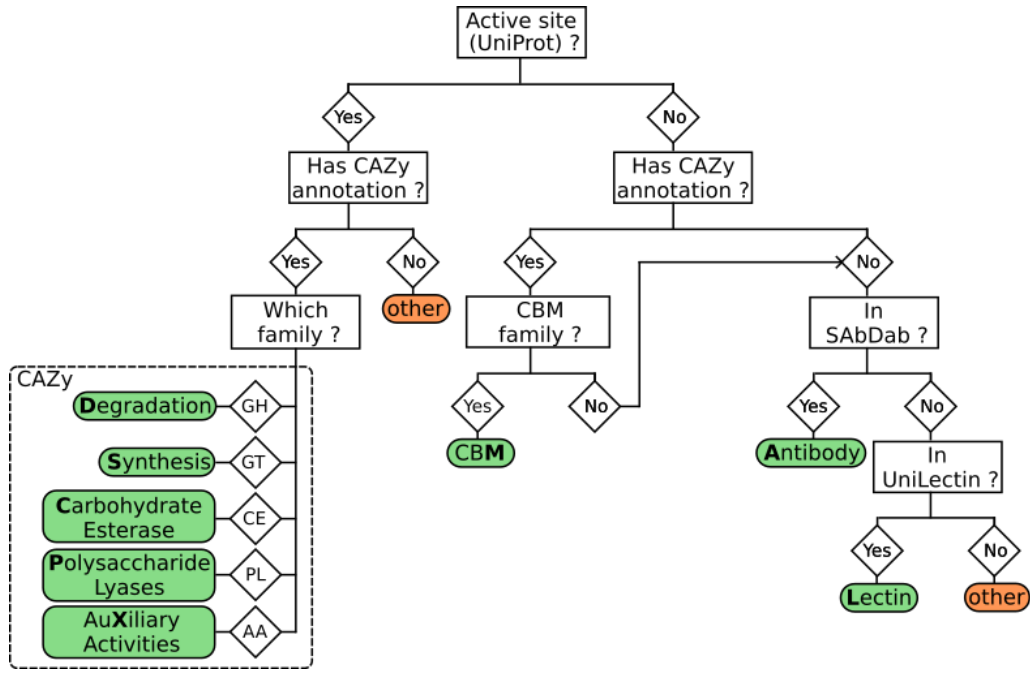 Active site
(UniProt) ?
Yes
No
Has CAZy
annotation ?
Has CAZy
annotation ?
Yes
No
Yes
No
Which
family ?
other
CBM
family ?
In
SAbDab ?
CAZy
Degradation
GH
Synthesis
GT
Carbohydrate
Esterase
CE
Polysaccharide
Lyases
PL
AuXiliary
Activities
AA
Yes
No
CBM
Yes
No
Antibody
In
UniLectin ?
Yes
No
Lectin
other